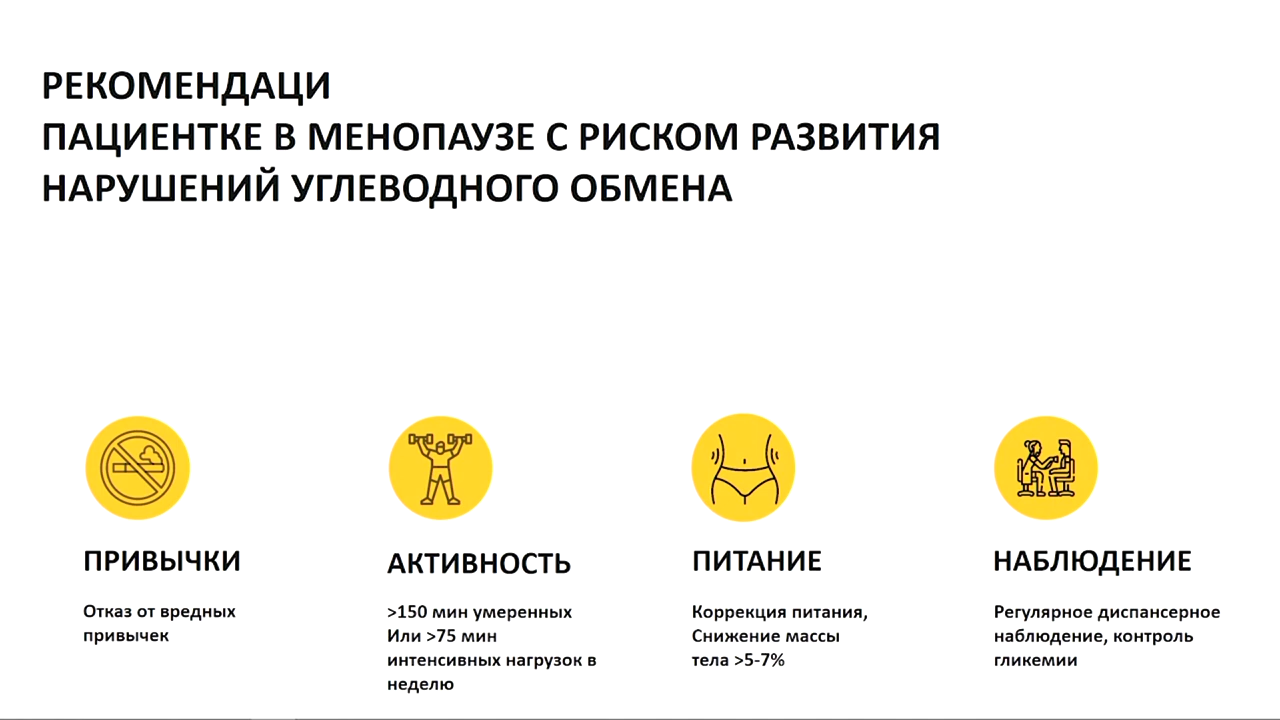 РЕКОМЕНДАЦИ
ПАЦИЕНТКЕ В МЕНОПАУЗЕ С РИСКОМ РАЗВИТИЯ
НАРУШЕНИЙ УГЛЕВОДНОГО ОБМЕНА
ПРИВЫЧКИ
Отказ от вредных
привычек
АКТИВНОСТЬ
>150 мин умеренных
Или >75 мин
интенсивных нагрузок в
неделю
ПИТАНИЕ
Коррекция питания,
Снижение массы
тела >5-7%
НАБЛЮДЕНИЕ
Регулярное диспансерное
наблюдение, контроль
гликемии